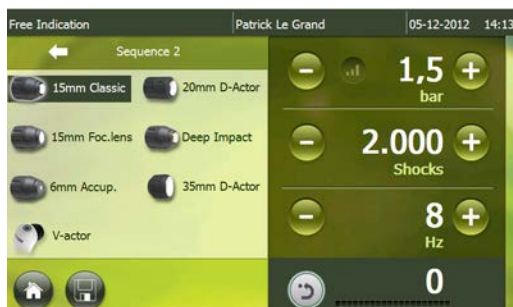 Free Indication Patrick Le Grand 05-12-2012 14:13
Sequence 2
15mm Classic 20mm D-Actor
15mm Foc.lens Deep Impact
6mm Accup. 35mm D-Actor
V-actor
1,5
bar
2.000
Shocks
8
Hz
0